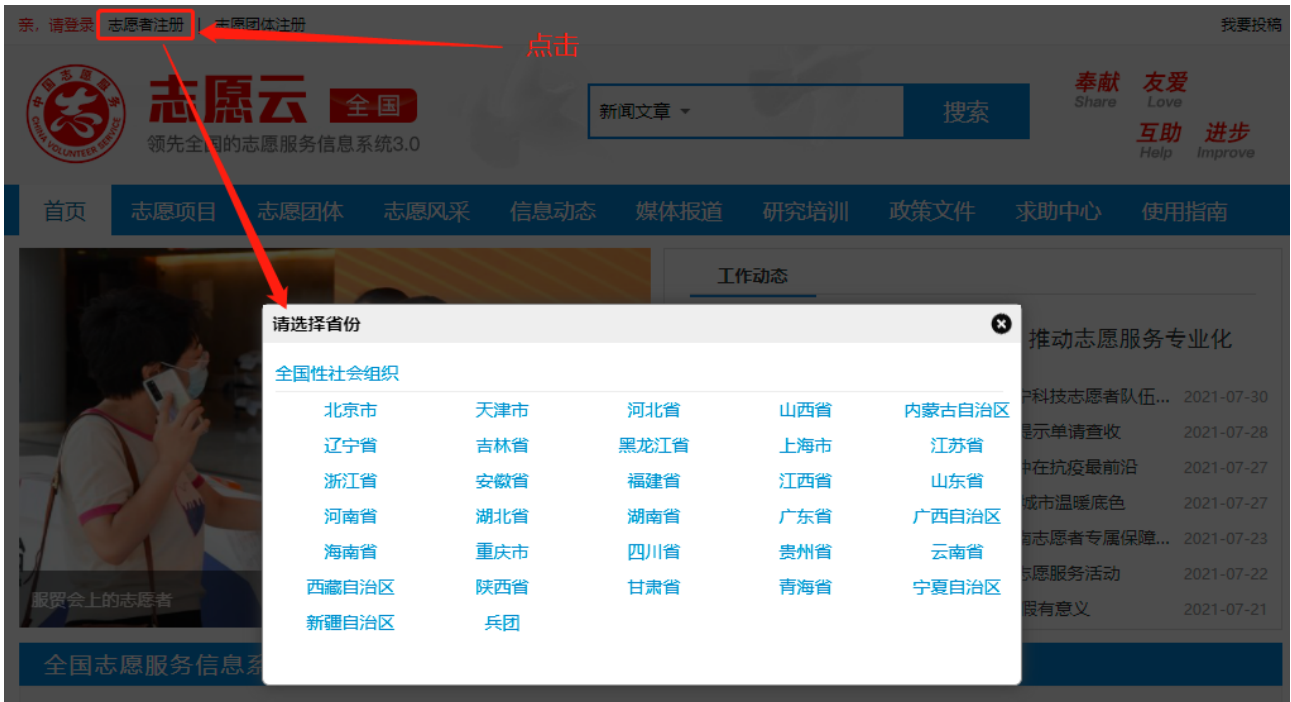 亲，请登录 志愿者注册 | 志愿团体注册 我要投稿
点击
志愿云 全国
领先全国的志愿服务信息系统3.0
中国志愿服务
CHINA VOLUNTEER SERVICE
新闻文章 搜索
奉献 友爱
Share Love
互助 进步
Help Improve
首页 志愿项目 志愿团体 志愿风采 信息动态 媒体报道 研究培训 政策文件 求助中心 使用指南
工作动态
推动志愿服务专业化
科技志愿者队伍... 2021-07-30
示单请查收 2021-07-28
在抗疫最前沿 2021-07-27
城市温暖底色 2021-07-27
志愿者专属保障... 2021-07-23
志愿服务活动 2021-07-22
假有意义 2021-07-21
服贸会上的志愿者
全国志愿服务信息系
请选择省份
全国性社会组织
北京市 天津市 河北省 山西省 内蒙古自治区
辽宁省 吉林省 黑龙江省 上海市 江苏省
浙江省 安徽省 福建省 江西省 山东省
河南省 湖北省 湖南省 广东省 广西自治区
海南省 重庆市 四川省 贵州省 云南省
西藏自治区 陕西省 甘肃省 青海省 宁夏自治区
新疆自治区 兵团